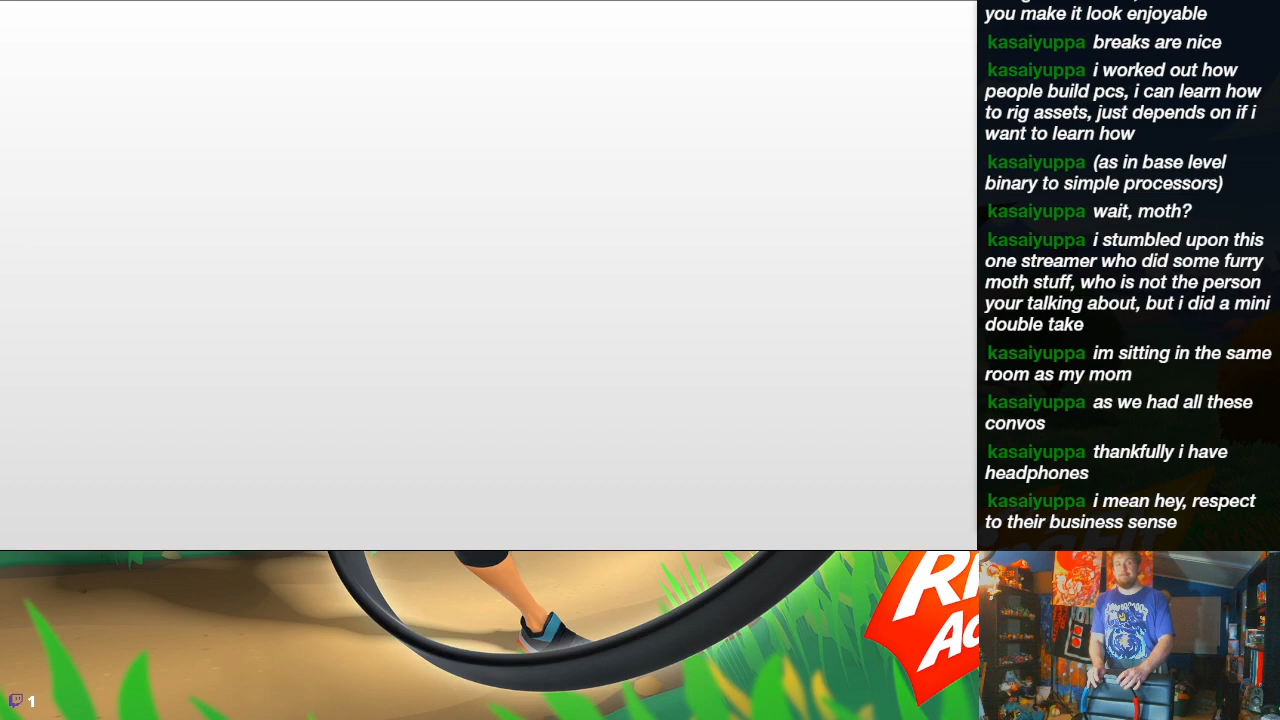 you make it look enjoyable
kasaiyuppa breaks are nice
kasaiyuppa i worked out how
people build pcs, i can learn how
to rig assets, just depends on if i
want to learn how
kasaiyuppa (as in base level
binary to simple processors)
kasaiyuppa wait, moth?
kasaiyuppa i stumbled upon this
one streamer who did some furry
moth stuff, who is not the person
your talking about, but i did a mini
double take
kasaiyuppa im sitting in the same
room as my mom
kasaiyuppa as we had all these
convos
kasaiyuppa thankfully i have
headphones
kasaiyuppa i mean hey, respect
to their business sense
1